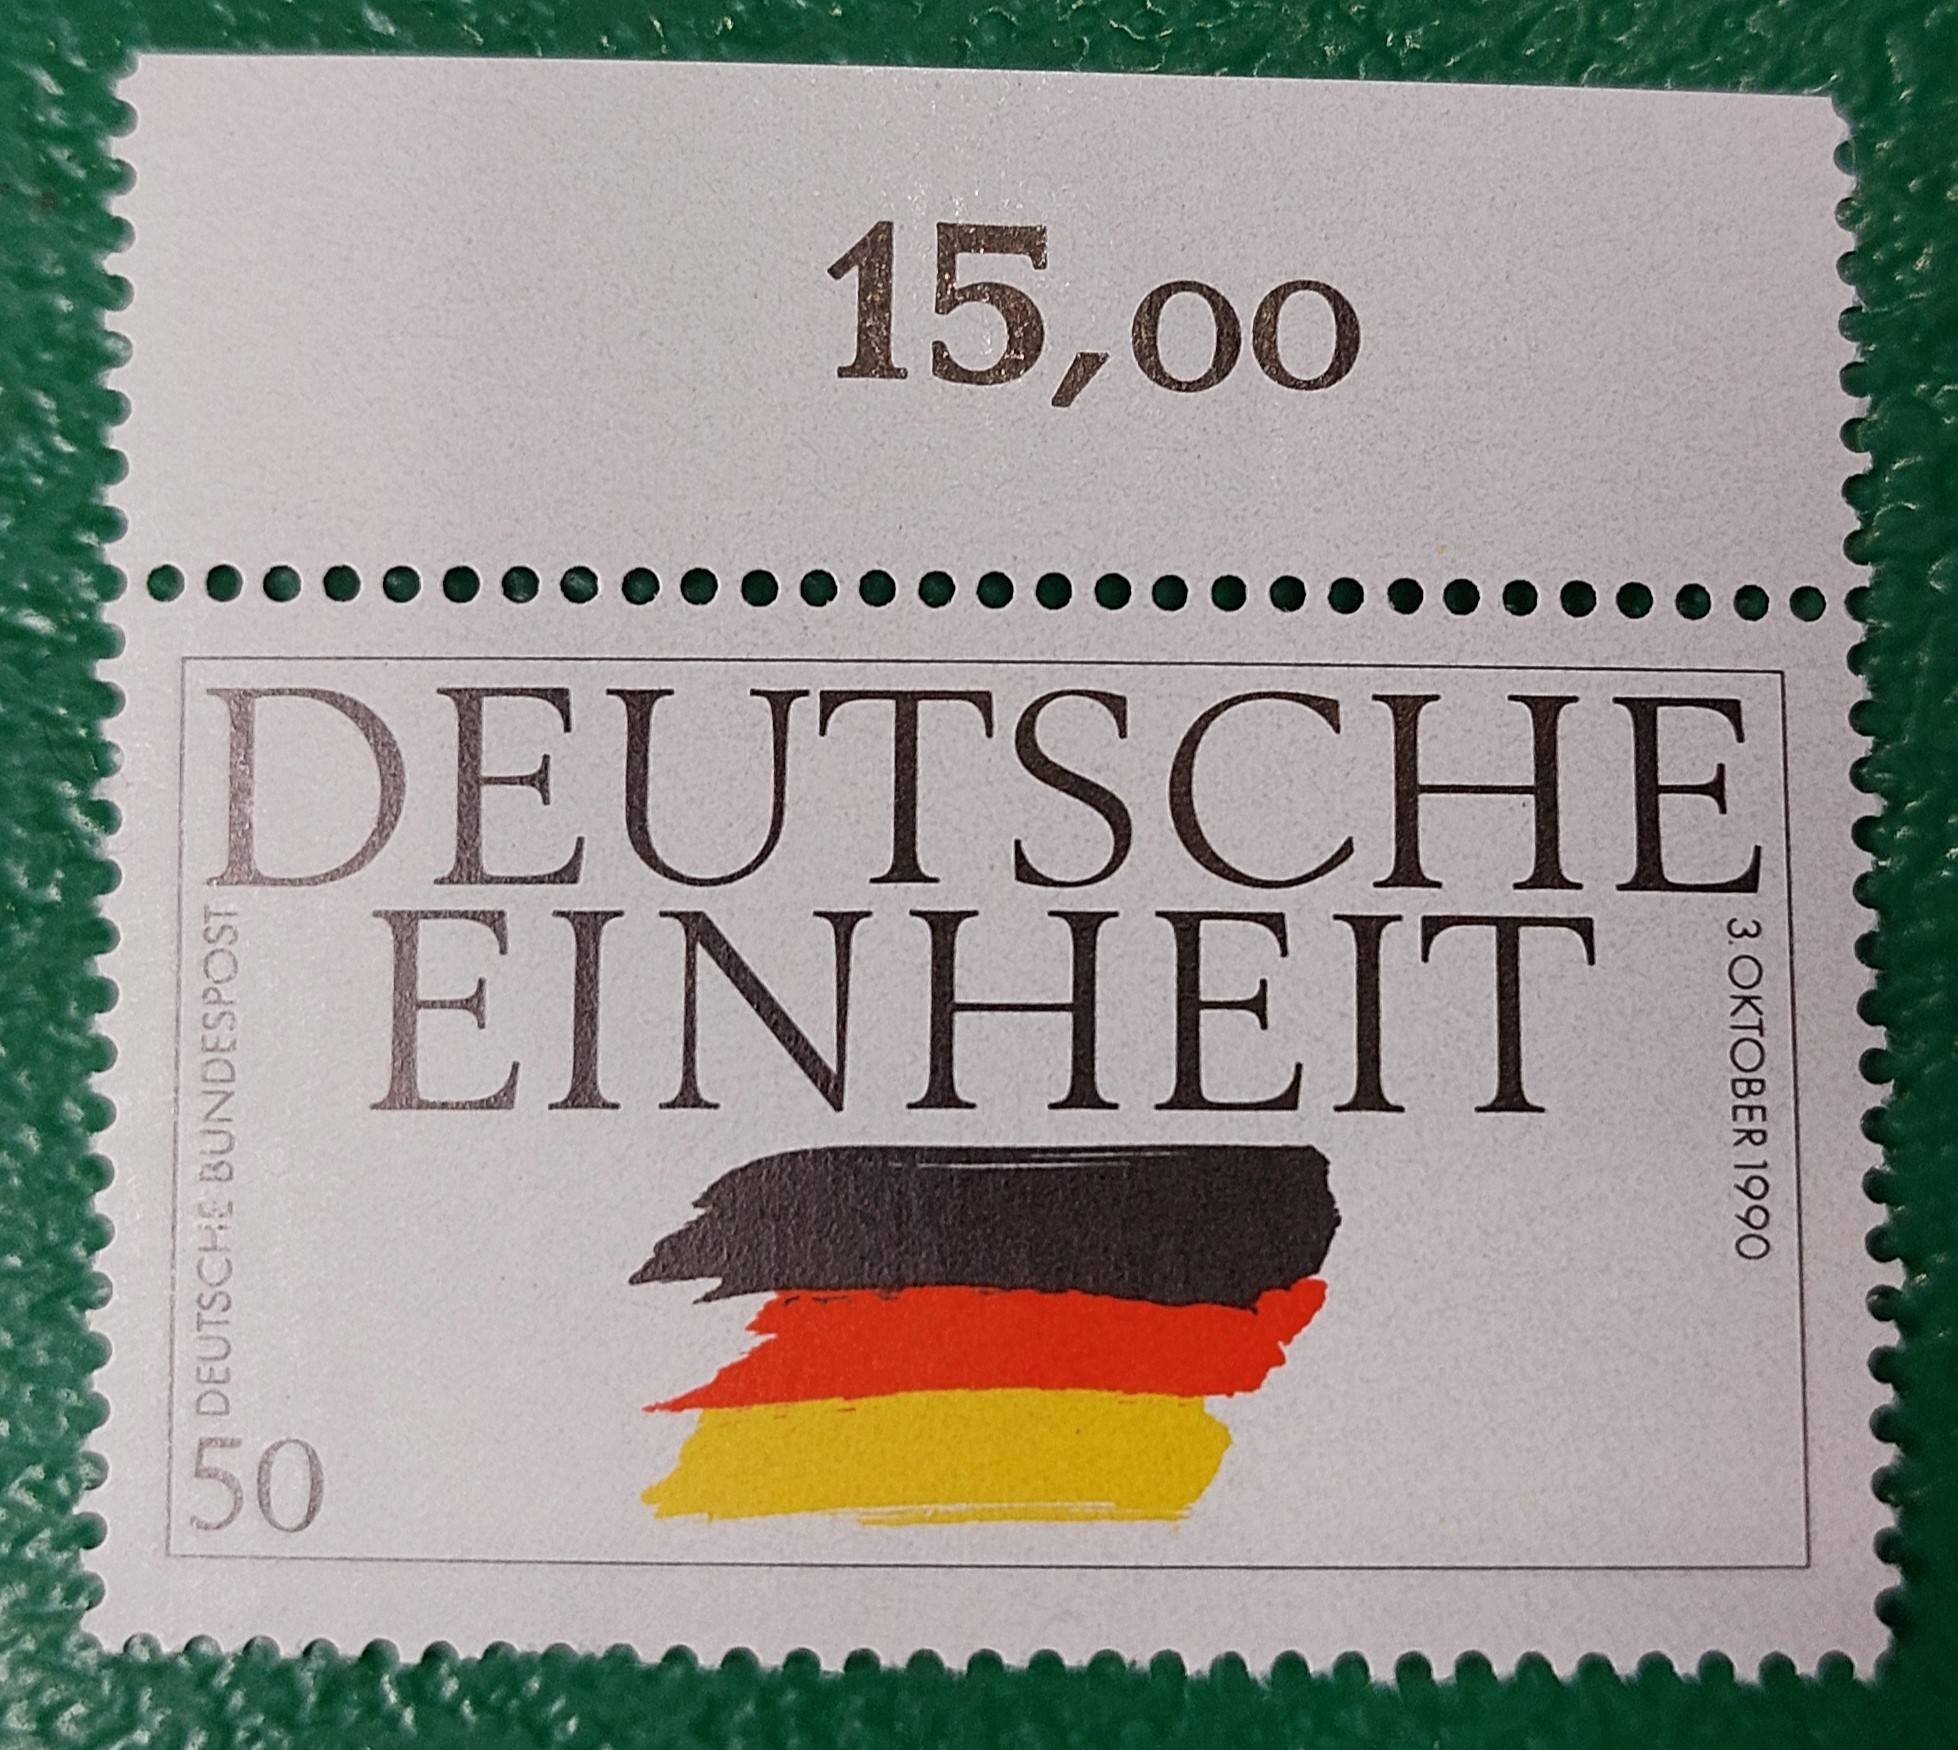 15,00
DEUTSCHE
EINHEIT
DEUTSCHE BUNDESPOST
3. OKTOBER 1990
50